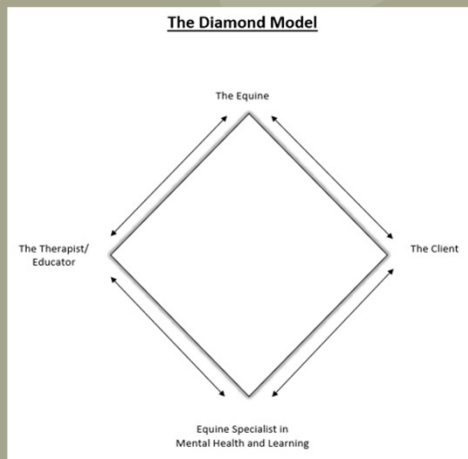 The Diamond Model
The Equine
The Therapist/
Educator
The Client
Equine Specialist in
Mental Health and Learning